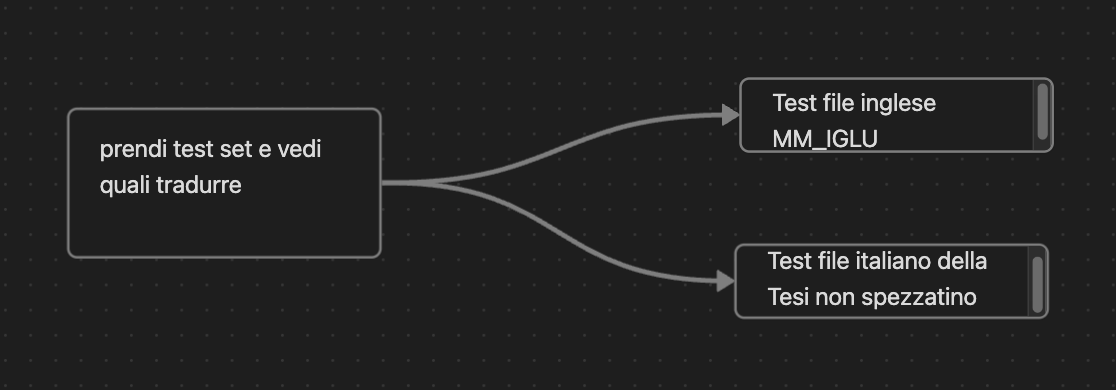 prendi test set e vedi
quali tradurre
Test file inglese
MM_IGLU
Test file italiano della
Tesi non spezzatino